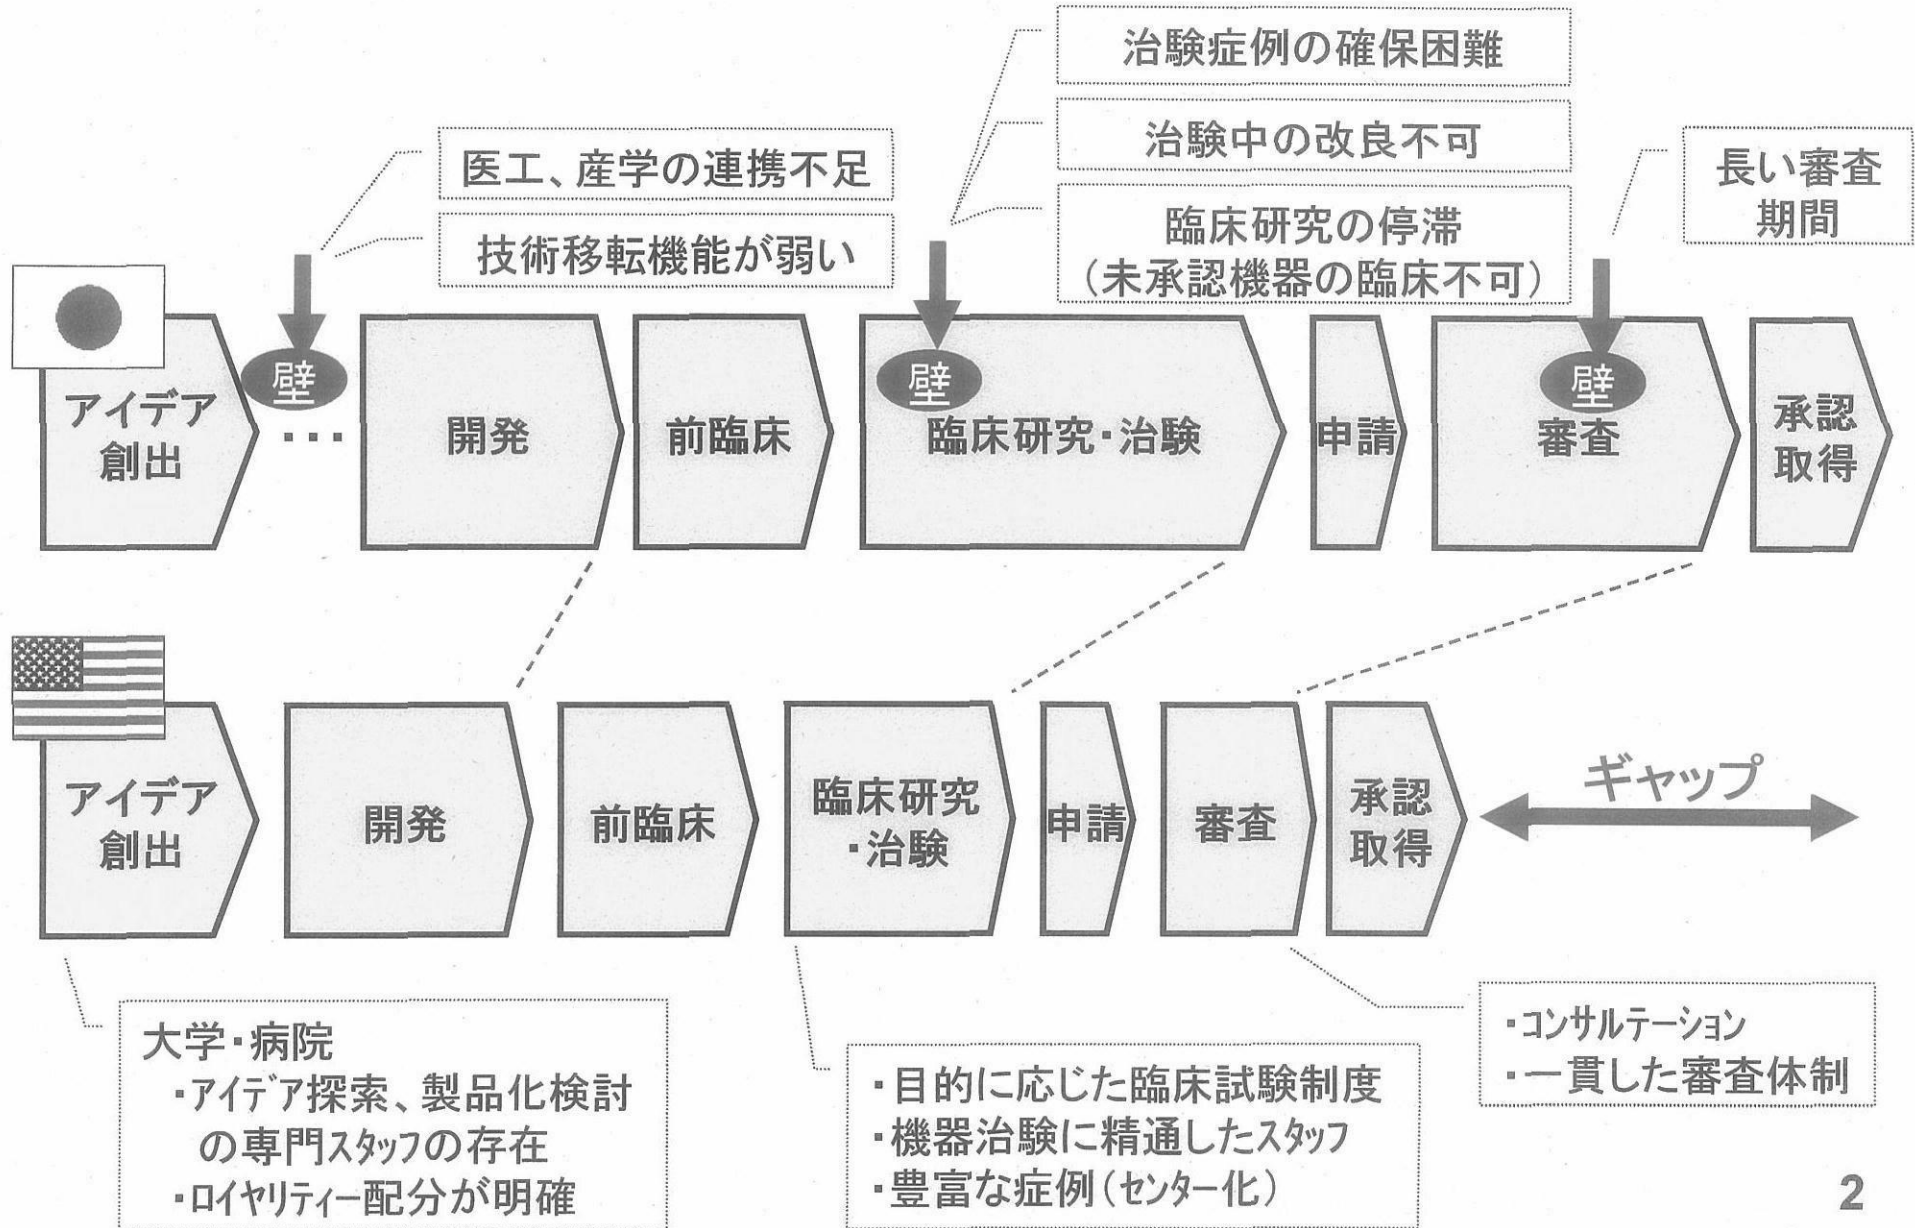 治験症例の確保困難
治験中の改良不可
臨床研究の停滞
(未承認機器の臨床不可)
医工、産学の連携不足
技術移転機能が弱い
長い審査
期間
壁
壁
壁
アイデア
創出
・・・
開発
前臨床
臨床研究・治験
申請
審査
承認
取得
アイデア
創出
開発
前臨床
臨床研究
・治験
申請
審査
承認
取得
ギャップ
大学・病院
・アイデア探索、製品化検討
の専門スタッフの存在
・ロイヤリティー配分が明確
・目的に応じた臨床試験制度
・機器治験に精通したスタッフ
・豊富な症例(センター化)
・コンサルテーション
・一貫した審査体制
2